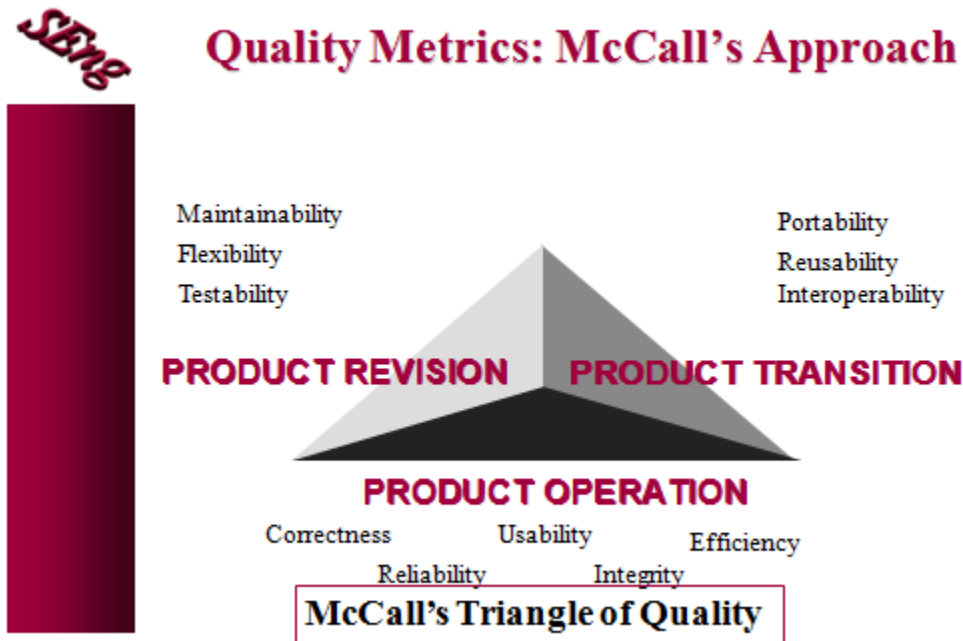 SEng
Quality Metrics: McCall's Approach
Maintainability
Flexibility
Testability
Portability
Reusability
Interoperability
PRODUCT REVISION
PRODUCT TRANSITION
PRODUCT OPERATION
Correctness
Usability
Efficiency
Reliability
Integrity
McCall's Triangle of Quality